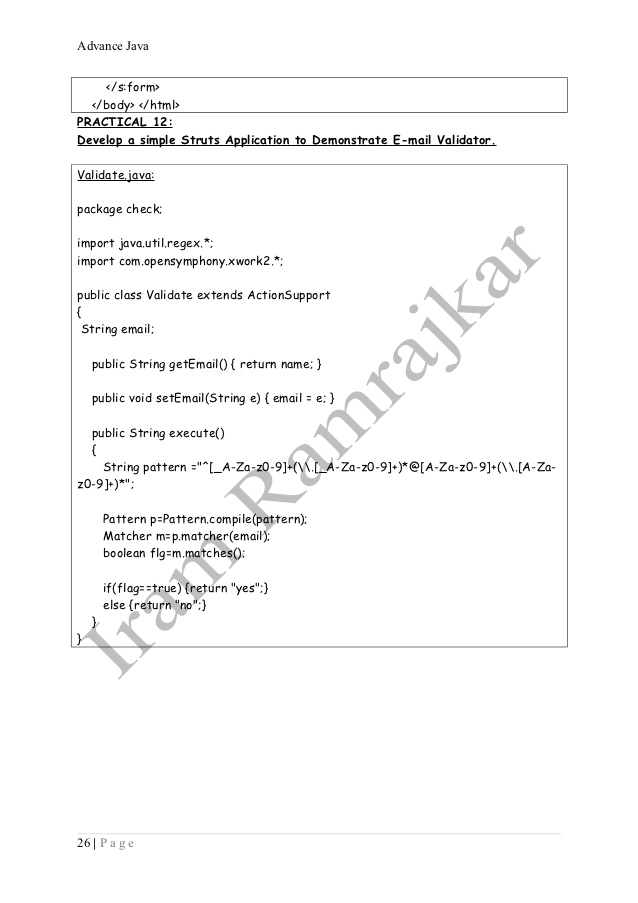 Advance Java
</s:form>
</body> </html>
PRACTICAL 12:
Develop a simple Struts Application to Demonstrate E-mail Validator.
Validate.java:
package check;
import java.util.regex.*;
import com.opensymphony.xwork2.*;
public class Validate extends ActionSupport
{
String email;
public String getEmail() { return name; }
public void setEmail(String e) { email = e; }
public String execute()
{
String pattern ="^[_A-Za-z0-9]+(\\.[_A-Za-z0-9]+)*@[A-Za-z0-9]+(\\.[A-Za-
z0-9]+)*";
Pattern p=Pattern.compile(pattern);
Matcher m=p.matcher(email);
boolean flg=m.matches();
if(flag==true) {return "yes";}
else {return "no";}
}
}
Iram Ramrajkar
26 | P a g e